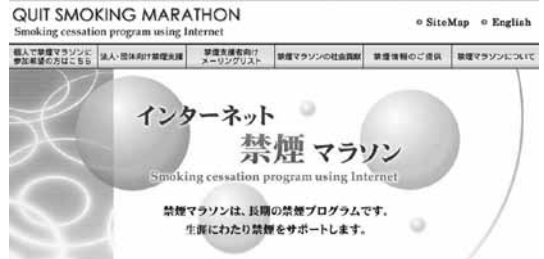 QUIT SMOKING MARATHON
Smoking cessation program using Internet
SiteMap
English
個人で禁煙マラソンに
参加希望の方はこちら
法人・団体向け禁煙支援
禁煙支援者向け
メーリングリスト
禁煙マラソンの社会貢献
禁煙情報のご提供
禁煙マラソンについて
インターネット
禁煙マラソン
Smoking cessation program using Internet
禁煙マラソンは、長期の禁煙プログラムです。
生涯にわたり禁煙をサポートします。